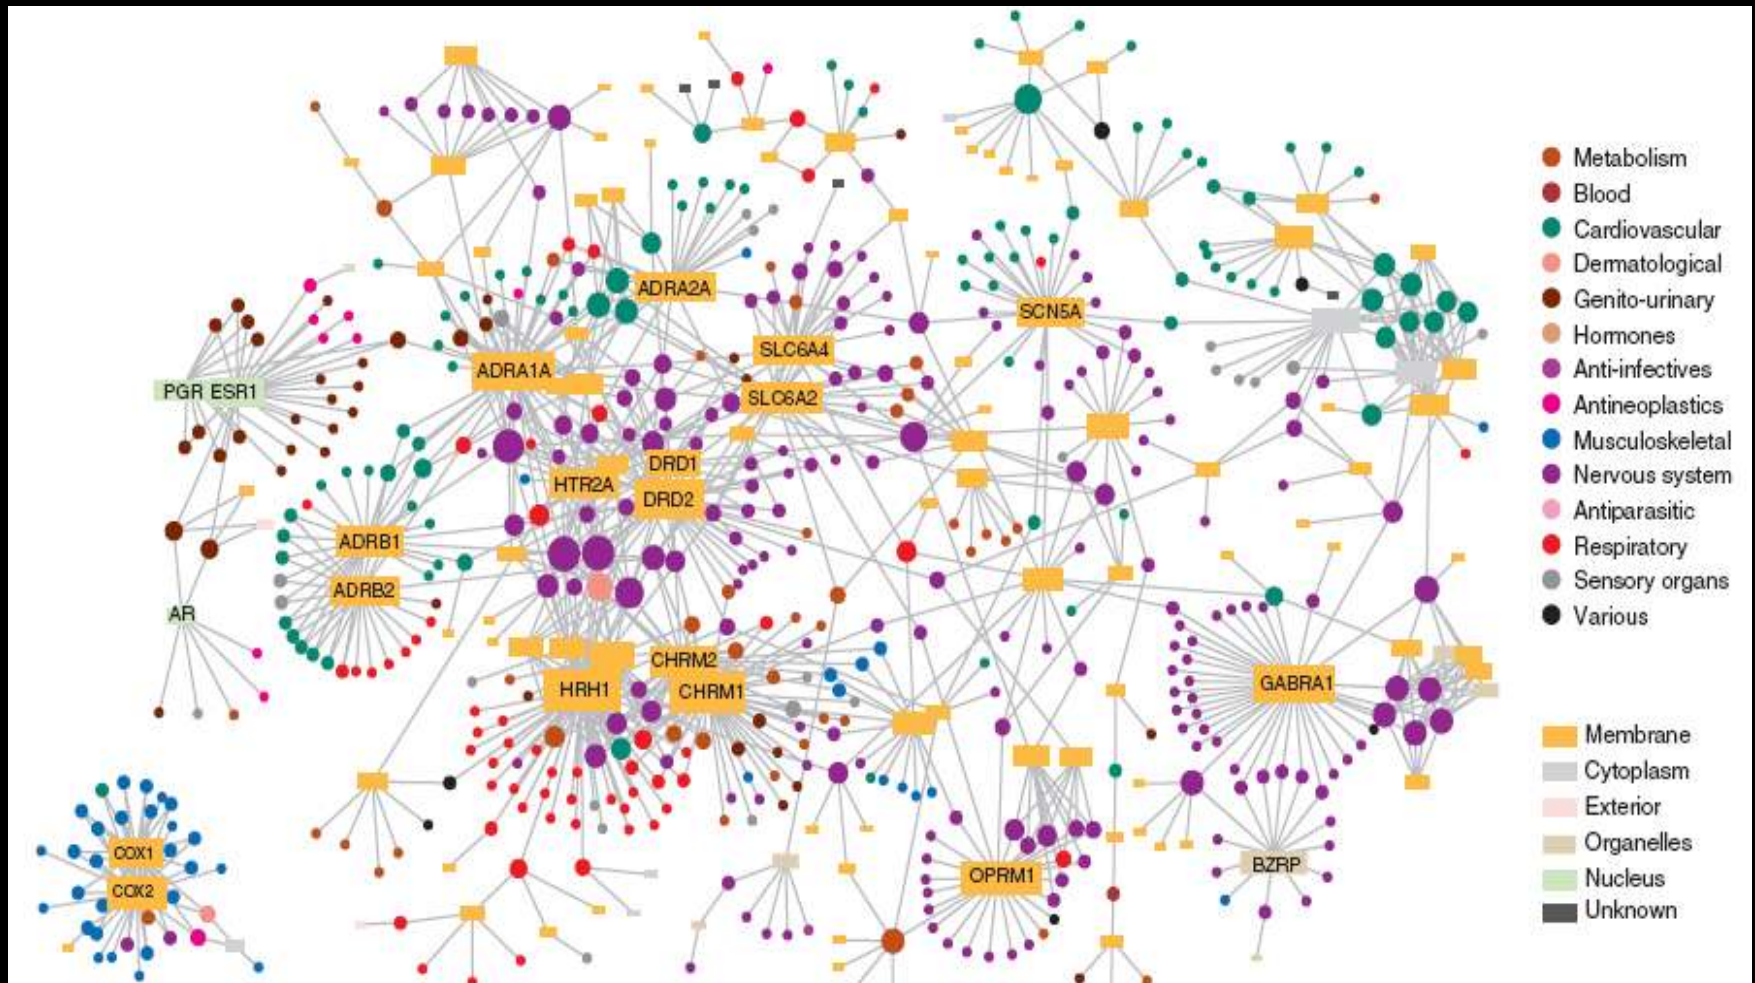 ADRA2A
SCN5A
SLC6A4
ADRA1A
SLC6A2
PGR ESR1
DRD1
HTR2A
DRD2
ADRB1
ADRB2
AR
CHRM2
HRH1
CHRM1
GABRA1
COX1
COX2
OPRM1
BZRP
Metabolism
Blood
Cardiovascular
Dermatological
Genito-urinary
Hormones
Anti-infectives
Antineoplastics
Musculoskeletal
Nervous system
Antiparasitic
Respiratory
Sensory organs
Various
Membrane
Cytoplasm
Exterior
Organelles
Nucleus
Unknown